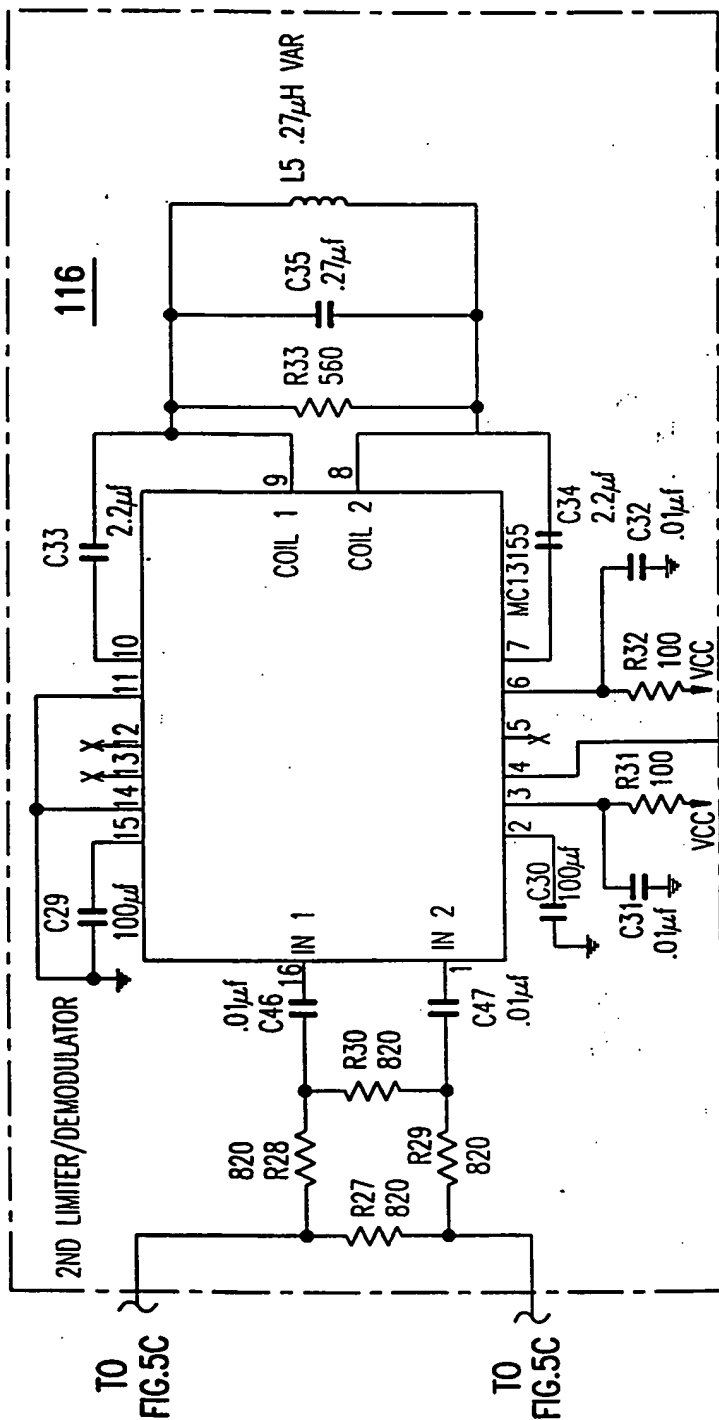 2ND LIMITER/DEMODULATOR
116
C29
100µf
C33
2.2µf
15
14
13
12
11
10
X
X
TO
FIG.5C
820
R28
R27
820
R30
820
R29
820
.01µf
C46
16
IN 1
COIL 1
9
R33
560
C35
.27µf
L5 .27µH VAR
COIL 2
8
C47
.01µf
1
IN 2
MC13155
TO
FIG.5C
2
3
4
5
6
7
X
C30
100µf
C31
.01µf
R31
100
VCC
R32
100
VCC
C32
.01µf
C34
2.2µf